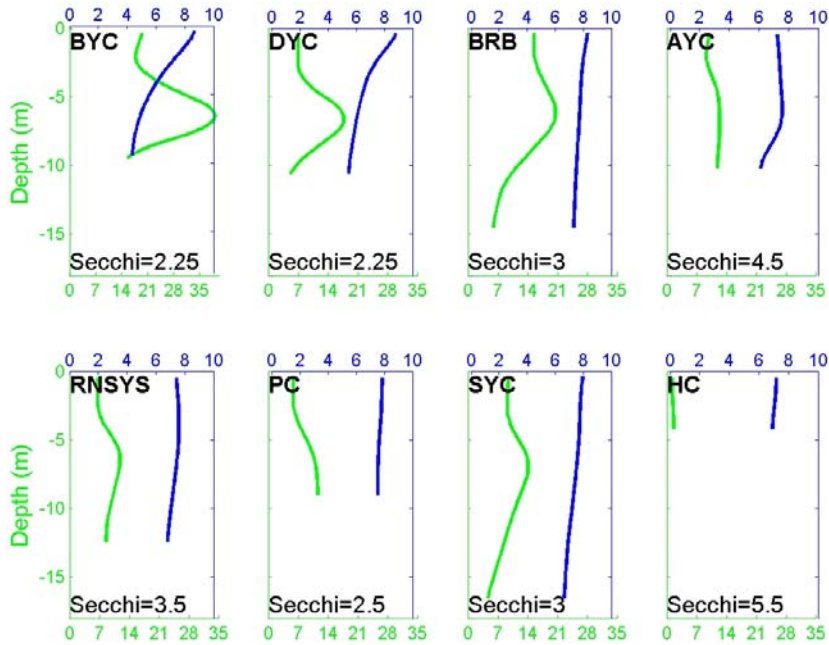 0 2 4 6 8 10 0 2 4 6 8 10 0 2 4 6 8 10 0 2 4 6 8 10
0 BYC DYC BRB AYC
-5
Depth (m)
-10
-15
Secchi=2.25 Secchi=2.25 Secchi=3 Secchi=4.5
0 7 14 21 28 35 0 7 14 21 28 35 0 7 14 21 28 35 0 7 14 21 28 35
0 2 4 6 8 10 0 2 4 6 8 10 0 2 4 6 8 10 0 2 4 6 8 10
0 RNSYS PC SYC HC
-5
Depth (m)
-10
-15
Secchi=3.5 Secchi=2.5 Secchi=3 Secchi=5.5
0 7 14 21 28 35 0 7 14 21 28 35 0 7 14 21 28 35 0 7 14 21 28 35